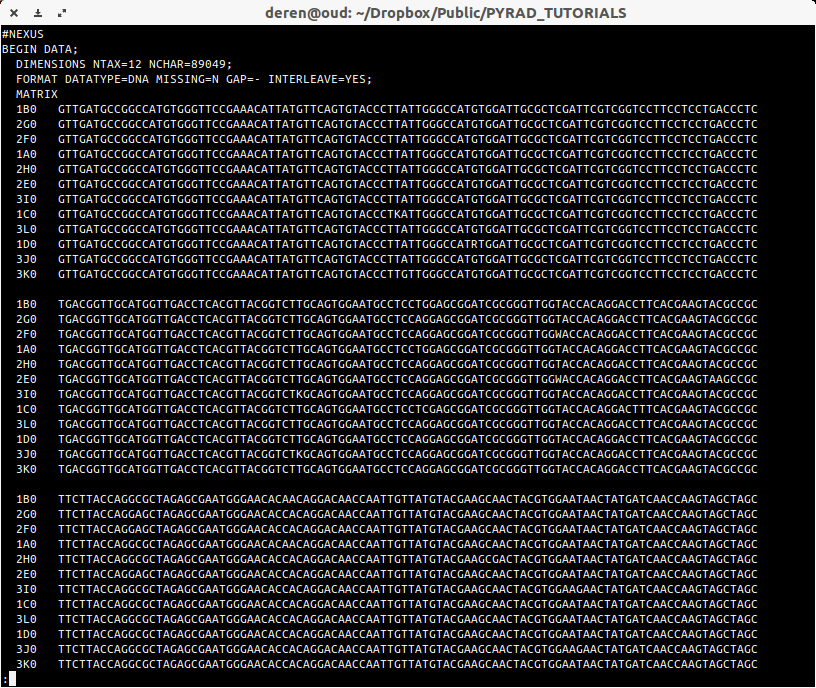 deren@oud: ~/Dropbox/Public/PYRAD_TUTORIALS
#NEXUS
BEGIN DATA;
  DIMENSIONS NTAX=12 NCHAR=89049;
  FORMAT DATATYPE=DNA MISSING=N GAP=- INTERLEAVE=YES;
  MATRIX
  1B0   GTTGATGCCGGCCATGTGGGTTCCGAAACATTATGTTCAGTGTACCCTTATTGGGCCATGTGGATTGCGCTCGATTCGTCGGTCCTTCCTCCTGACCCTC
  2G0   GTTGATGCCGGCCATGTGGGTTCCGAAACATTATGTTCAGTGTACCCTTATTGGGCCATGTGGATTGCGCTCGATTCGTCGGTCCTTCCTCCTGACCCTC
  2F0   GTTGATGCCGGCCATGTGGGTTCCGAAACATTATGTTCAGTGTACCCTTATTGGGCCATGTGGATTGCGCTCGATTCGTCGGTCCTTCCTCCTGACCCTC
  1A0   GTTGATGCCGGCCATGTGGGTTCCGAAACATTATGTTCAGTGTACCCTTATTGGGCCATGTGGATTGCGCTCGATTCGTCGGTCCTTCCTCCTGACCCTC
  2H0   GTTGATGCCGGCCATGTGGGTTCCGAAACATTATGTTCAGTGTACCCTTATTGGGCCATGTGGATTGCGCTCGATTCGTCGGTCCTTCCTCCTGACCCTC
  2E0   GTTGATGCCGGCCATGTGGGTTCCGAAACATTATGTTCAGTGTACCCTTATTGGGCCATGTGGATTGCGCTCGATTCGTCGGTCCTTCCTCCTGACCCTC
  3I0   GTTGATGCCGGCCATGTGGGTTCCGAAACATTATGTTCAGTGTACCCTTATTGGGCCATGTGGATTGCGCTCGATTCGTCGGTCCTTCCTCCTGACCCTC
  1C0   GTTGATGCCGGCCATGTGGGTTCCGAAACATTATGTTCAGTGTACCCTKATTGGGCCATGTGGATTGCGCTCGATTCGTCGGTCCTTCCTCCTGACCCTC
  3L0   GTTGATGCCGGCCATGTGGGTTCCGAAACATTATGTTCAGTGTACCCTTATTGGGCCATGTGGATTGCGCTCGATTCGTCGGTCCTTCCTCCTGACCCTC
  1D0   GTTGATGCCGGCCATGTGGGTTCCGAAACATTATGTTCAGTGTACCCTTATTGGGCCATRTGGATTGCGCTCGATTCGTCGGTCCTTCCTCCTGACCCTC
  3J0   GTTGATGCCGGCCATGTGGGTTCCGAAACATTATGTTCAGTGTACCCTTATTGGGCCATGTGGATTGCGCTCGATTCGTCGGTCCTTCCTCCTGACCCTC
  3K0   GTTGATGCCGGCCATGTGGGTTCCGAAACATTATGTTCAGTGTACCCTTGTTGGGCCATGTGGATTGCGCTCGATTCGTCGGTCCTTCCTCCTGACCCTC

  1B0   TGACGGTTGCATGGTTGACCTCACGTTACGGTCTTGCAGTGGAATGCCTCCTGGAGCGGATCGCGGGTTGGTACCACAGGACCTTCACGAAGTACGCCGC
  2G0   TGACGGTTGCATGGTTGACCTCACGTTACGGTCTTGCAGTGGAATGCCTCCAGGAGCGGATCGCGGGTTGGTACCACAGGACCTTCACGAAGTACGCCGC
  2F0   TGACGGTTGCATGGTTGACCTCACGTTACGGTCTTGCAGTGGAATGCCTCCAGGAGCGGATCGCGGGTTGGWACCACAGGACCTTCACGAAGTACGCCGC
  1A0   TGACGGTTGCATGGTTGACCTCACGTTACGGTCTTGCAGTGGAATGCCTCCTGGAGCGGATCGCGGGTTGGTACCACAGGACCTTCACGAAGTACGCCGC
  2H0   TGACGGTTGCATGGTTGACCTCACGTTACGGTCTTGCAGTGGAATGCCTCCAGGAGCGGATCGCGGGTTGGTACCACAGGACCTTCACGAAGTACGCCGC
  2E0   TGACGGTTGCATGGTTGACCTCACGTTACGGTCTTGCAGTGGAATGCCTCCAGGAGCGGATCGCGGGTTGGWACCACAGGACCTTCACGAAGTAAGCCGC
  3I0   TGACGGTTGCATGGTTGACCTCACGTTACGGTCTKGCAGTGGAATGCCTCCAGGAGCGGATCGCGGGTTGGTACCACAGGACCTTCACGAAGTACGCCGC
  1C0   TGACGGTTGCATGGTTGACCTCACGTTACGGTCTTGCAGTGGAATGCCTCCTCGAGCGGATCGCGGGTTGGTACCACAGGACTTTCACGAAGTACGCCGC
  3L0   TGACGGTTGCATGGTTGACCTCACGTTACGGTCTTGCAGTGGAATGCCTCCAGGAGCGGATCGCGGGTTGGTACCACAGGACCTTCACGAAGTACGCCGC
  1D0   TGACGGTTGCATGGTTGACCTCACGTTACGGTCTTGCAGTGGAATGCCTCCAGGAGCGGATCGCGGGTTGGTACCACAGGACCTTCACGAAGTACGCCGC
  3J0   TGACGGTTGCATGGTTGACCTCACGTTACGGTCTKGCAGTGGAATGCCTCCAGGAGCGGATCGCGGGTTGGTACCACAGGACCTTCACGAAGTACGCCGC
  3K0   TGACGGTTGCATGGTTGACCTCACGTTACGGTCTTGCAGTGGAATGCCTCCAGGAGCGGATCGCGGGTTGGTACCACAGGACCTTCACGAAGTACGCCGC

  1B0   TTCTTACCAGGCGCTAGAGCGAATGGGAACACAACAGGACAACCAATTGTTATGTACGAAGCAACTACGTGGAATAACTATGATCAACCAAGTAGCTAGC
  2G0   TTCTTACCAGGAGCTAGAGCGAATGGGAACACCACAGGACAACCAATTGTTATGTACGAAGCAACTACGTGGAATAACTATGATCAACCAAGTAGCTAGC
  2F0   TTCTTACCAGGAGCTAGAGCGAATGGGAACACCACAGGACAACCAATTGTTATGTACGAAGCAACTACGTGGAATAACTATGATCAACCAAGTAGCTAGC
  1A0   TTCTTACCAGGCGCTAGAGCGAATGGGAACACAACAGGACAACCAATTGTTATGTACGAAGCAACTACGTGGAATAACTATGATCAACCAAGTAGCTAGC
  2H0   TTCTTACCAGGCGCTAGAGCGAATGGGAACACCACAGGACAACCAATTGTTATGTACGAAGCGACTACGTGGAATAACTATGATCAACCAAGTAGCTAGC
  2E0   TTCTTACCAGGAGCTAGAGCGAATGGGAACACCACAGGACAACCAATTGTTATGTACGAAGCAACTACGTGGAATAACTATGATCAACCAAGTAGCTAGC
  3I0   TTCTTACCAGGCGCTAGAGCGAATGGGAACACCACAGGACAACCAATTGTTATGTACGAAGCAACTACGTGGAAGAACTATGATCAACCAAGTAGCTAGC
  1C0   TTCTTACCAGGCGCTAGAGCGAATGGGAACACCACAGGACAACCAATTGTTATGTACGAAGCAACTACGTGGAATAACTATGATCAACCAAGTAGCTAGC
  3L0   TTCTTACCAGGCGCTAGAGCGAATGGGAACACCACAGGACAACCAATTGTTATGTACGAAGCAACTACGTGGAATAACTATGATCAACCAAGTAGCTAGC
  1D0   TTCTTACCAGGCGCTAGAGCGAATGGGAACACCACAGGACAACCAATTGTTATGTACGAAGCAACTACGTGGAATAACTATGATCAACCAAGTAGCTAGC
  3J0   TTCTTACCAGGCGCTAGAGCGAATGGGAACACCACAGGACAACCAATTGTTATGTACGAAGCAACTACGTGGAAGAACTATGATCAACCAAGTAGCTAGC
  3K0   TTCTTACCAGGCGCTAGAGCGAATGGGAACACCACAGGACAACCAATTGTTATGTACGAAGCAACTACGTGGAATAACTATGATCAACCAAGTAGCTAGC
: